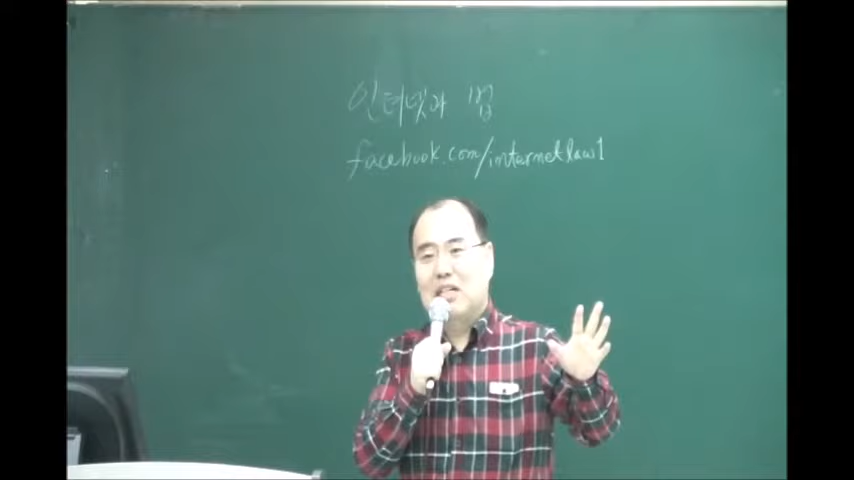 인터넷과 법
facebook.com/internetlaw1